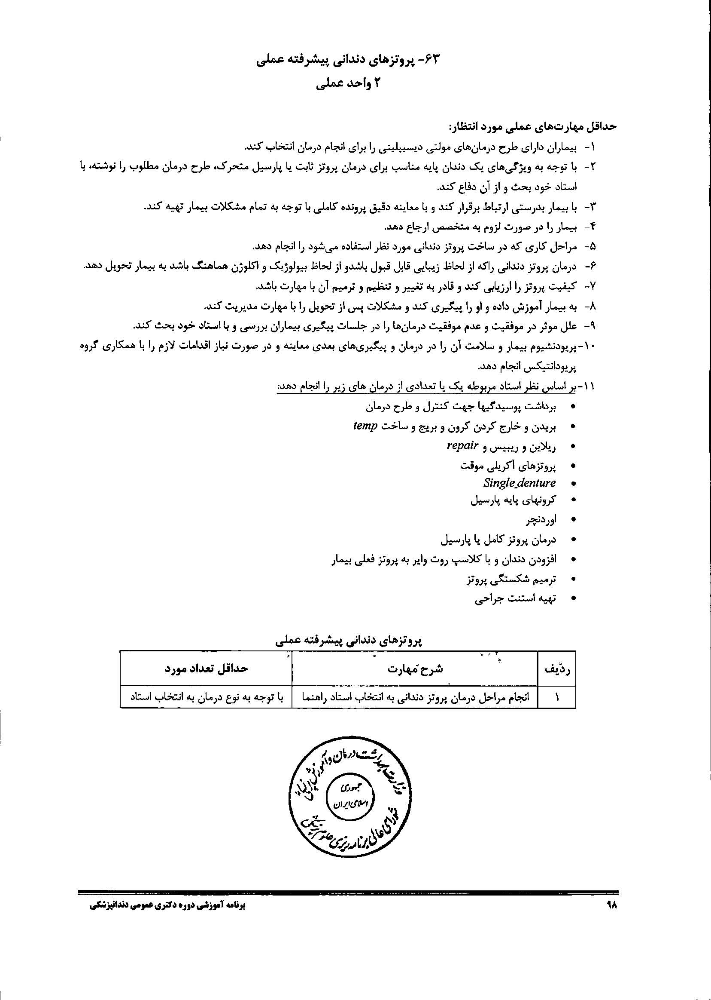 ۶۳- پروتزهای دندانی پیشرفته عملی
۲ واحد عملی
حداقل مهارت‌های عملی مورد انتظار:
۱- بیماران دارای طرح درمان‌های مولتی دیسیپلینی را برای انجام درمان انتخاب کند.
۲- با توجه به ویژگی‌های یک دندان پایه مناسب برای درمان پروتز ثابت یا پارسیل متحرک، طرح درمان مطلوب را نوشته، با
استاد خود بحث و از آن دفاع کند.
۳- با بیمار بدرستی ارتباط برقرار کند و با معاینه دقیق پرونده کاملی با توجه به تمام مشکلات بیمار تهیه کند.
۴- بیمار را در صورت لزوم به متخصص ارجاع دهد.
۵- مراحل کاری که در ساخت پروتز دندانی مورد نظر استفاده می‌شود را انجام دهد.
۶- درمان پروتز دندانی راکه از لحاظ زیبایی قابل قبول باشدو از لحاظ بیولوژیک و اکلوژن هماهنگ باشد به بیمار تحویل دهد.
۷- کیفیت پروتز را ارزیابی کند و قادر به تغییر و تنظیم و ترمیم آن با مهارت باشد.
۸- به بیمار آموزش داده و او را پیگیری کند و مشکلات پس از تحویل را با مهارت مدیریت کند.
۹- علل موثر در موفقیت و عدم موفقیت درمان‌ها را در جلسات پیگیری بیماران بررسی و با استاد خود بحث کند.
۱۰- پریودنشیوم بیمار و سلامت آن را در درمان و پیگیری‌های بعدی معاینه و در صورت نیاز اقدامات لازم را با همکاری گروه
پریودانتیکس انجام دهد.
۱۱- بر اساس نظر استاد مربوطه یک یا تعدادی از درمان های زیر را انجام دهد:
• برداشت پوسیدگیها جهت کنترل و طرح درمان
• بریدن و خارج کردن کرون و بریج و ساخت temp
• ریلاین و ریبیس و repair
• پروتزهای آکریلی موقت
• Single_denture
• کرونهای پایه پارسیل
• اوردنچر
• درمان پروتز کامل یا پارسیل
• افزودن دندان و یا کلاسپ روت وایر به پروتز فعلی بیمار
• ترمیم شکستگی پروتز
• تهیه استنت جراحی
پروتزهای دندانی پیشرفته عملی
ردیف شرح مهارت حداقل تعداد مورد
۱ انجام مراحل درمان پروتز دندانی به انتخاب استاد راهنما با توجه به نوع درمان به انتخاب استاد
وزارت بهداشت درمان و آموزش پزشکی
جمهوری
اسلامی ایران
شورای عالی برنامه ریزی علوم پزشکی
۹۸ برنامه آموزشی دوره دکتری عمومی دندانپزشکی